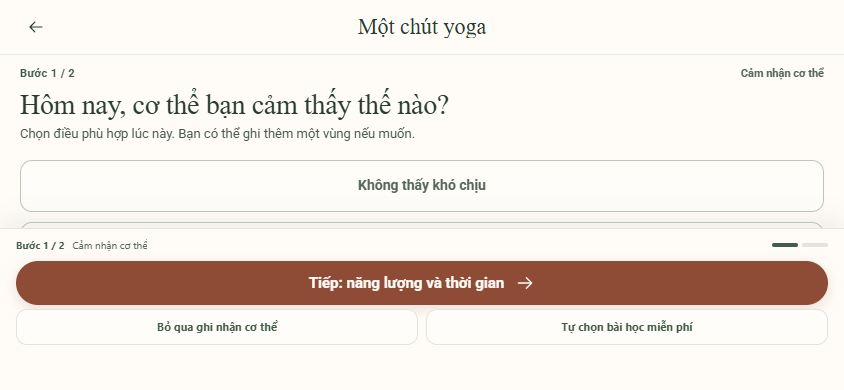 Một chút yoga
Bước 1 / 2
Cảm nhận cơ thể
Hôm nay, cơ thể bạn cảm thấy thế nào?
Chọn điều phù hợp lúc này. Bạn có thể ghi thêm một vùng nếu muốn.
Không thấy khó chịu
Bước 1 / 2 Cảm nhận cơ thể
Tiếp: năng lượng và thời gian →
Bỏ qua ghi nhận cơ thể
Tự chọn bài học miễn phí